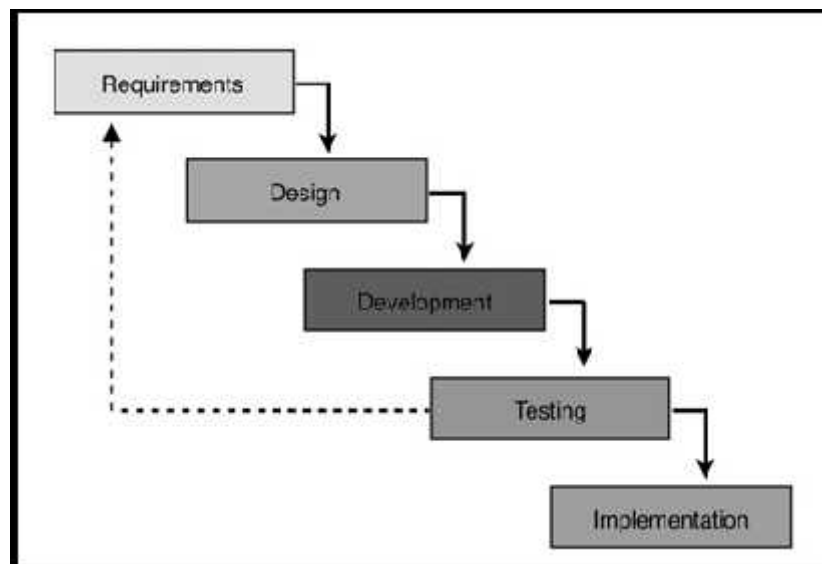 Requirements
Design
Development
Testing
Implementation